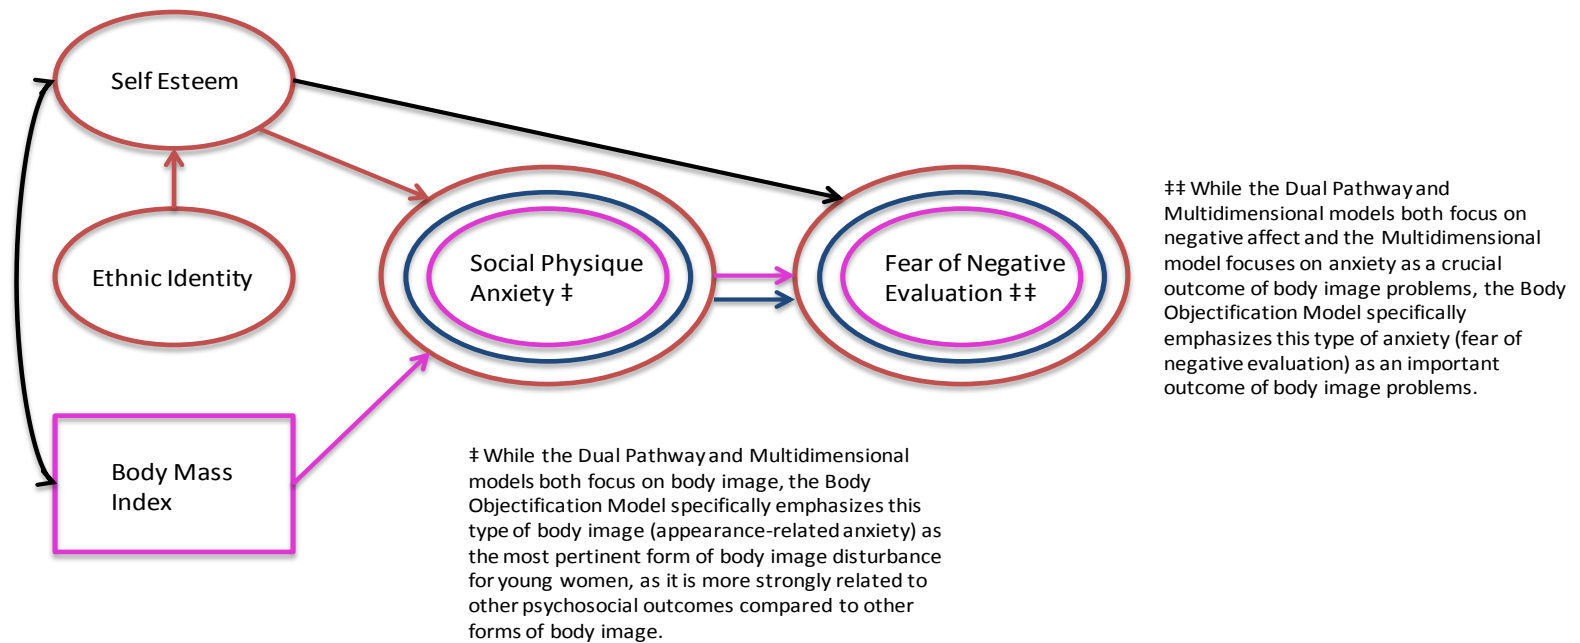 Self Esteem
Ethnic Identity
Social Physique
Anxiety ‡
Fear of Negative
Evaluation ‡‡
‡‡ While the Dual Pathway and
Multidimensional models both focus on
negative affect and the Multidimensional
model focuses on anxiety as a crucial
outcome of body image problems, the Body
Objectification Model specifically
emphasizes this type of anxiety (fear of
negative evaluation) as an important
outcome of body image problems.
Body Mass
Index
‡ While the Dual Pathway and Multidimensional
models both focus on body image, the Body
Objectification Model specifically emphasizes this
type of body image (appearance-related anxiety) as
the most pertinent form of body image disturbance
for young women, as it is more strongly related to
other psychosocial outcomes compared to other
forms of body image.